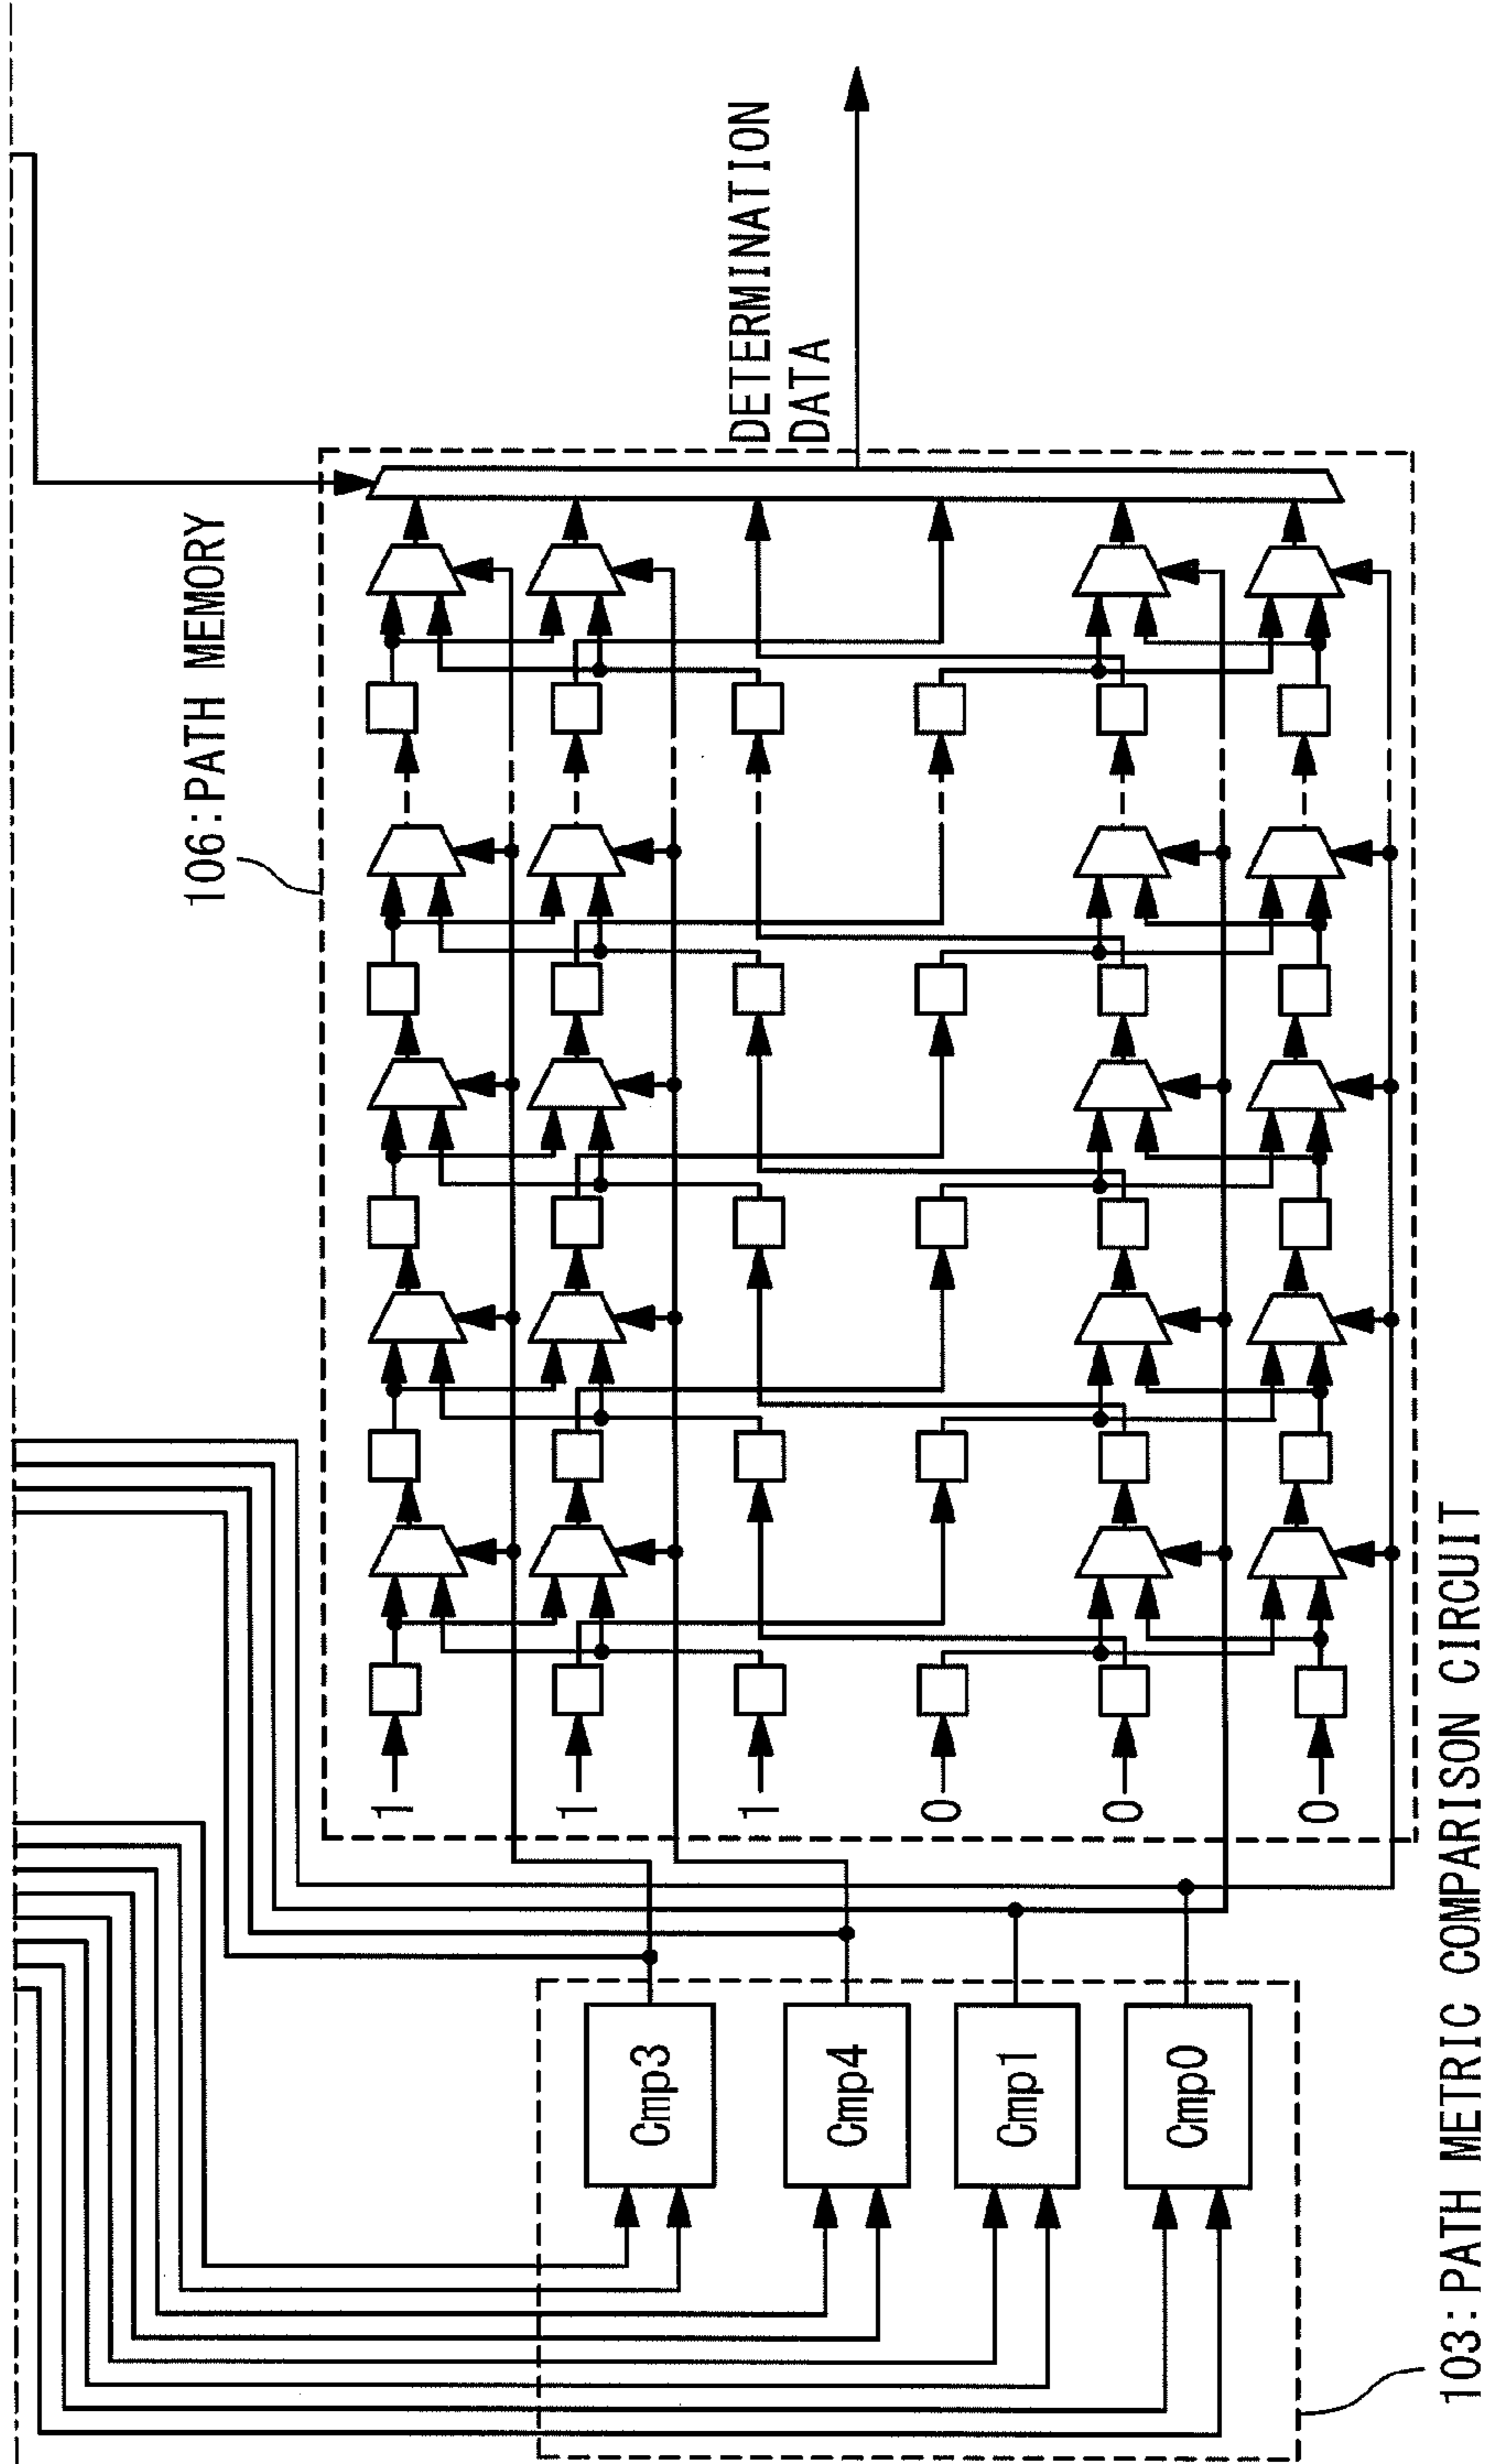 106:PATH MEMORY
DETERMINATION
DATA
1
1
1
0
0
0
Cmp3
Cmp4
Cmp1
Cmp0
103:PATH METRIC COMPARISON CIRCUIT